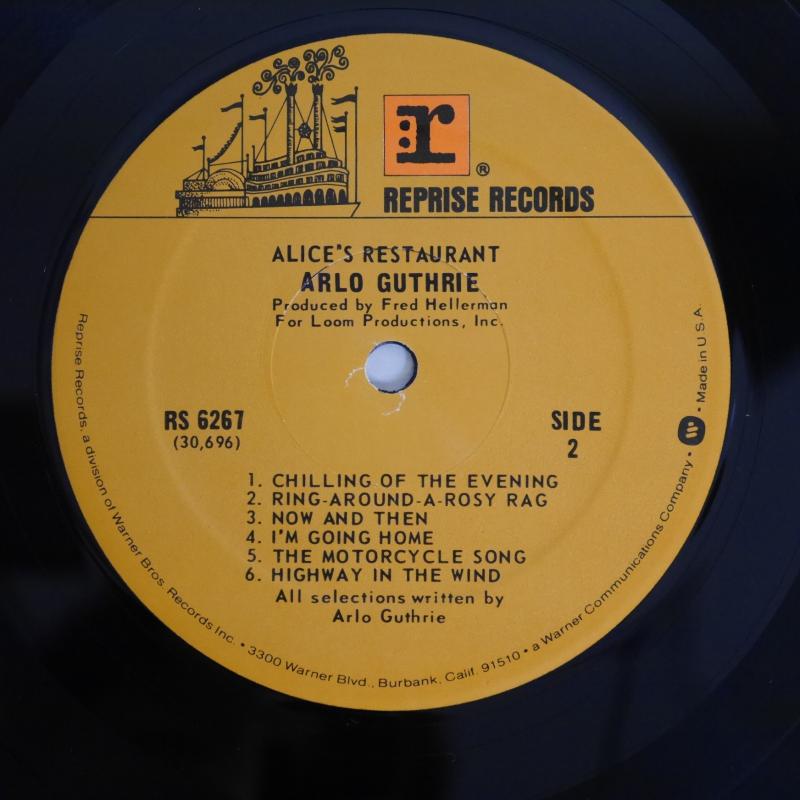 r
®
REPRISE RECORDS
ALICE'S RESTAURANT
ARLO GUTHRIE
Produced by Fred Hellerman
For Loom Productions, Inc.
RS 6267
(30,696)
SIDE
2
1. CHILLING OF THE EVENING
2. RING-AROUND-A-ROSY RAG
3. NOW AND THEN
4. I'M GOING HOME
5. THE MOTORCYCLE SONG
6. HIGHWAY IN THE WIND
All selections written by
Arlo Guthrie
Reprise Records, a division of Warner Bros. Records Inc. • 3300 Warner Blvd., Burbank, Calif. 91510 • a Warner Communications Company • W • Made in U.S.A.